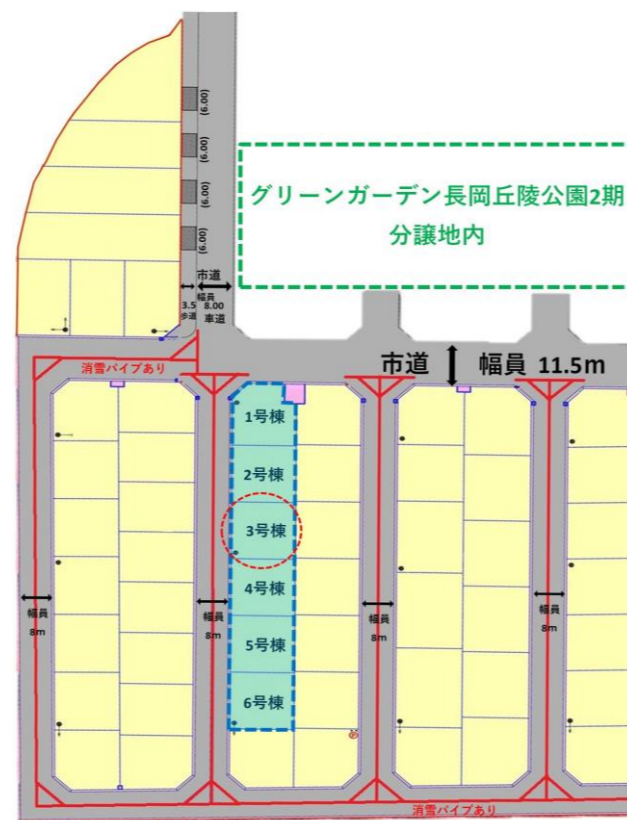 (6.00)
(6.00)
(6.00)
(6.00)
グリーンガーデン長岡丘陵公園2期
分譲地内
市道
幅員
3.5
8.00
歩道
車道
消雪パイプあり
市道
幅員 11.5m
1号棟
2号棟
3号棟
4号棟
5号棟
6号棟
幅員
8m
幅員
8m
幅員
8m
幅員
8m
消雪パイプあり